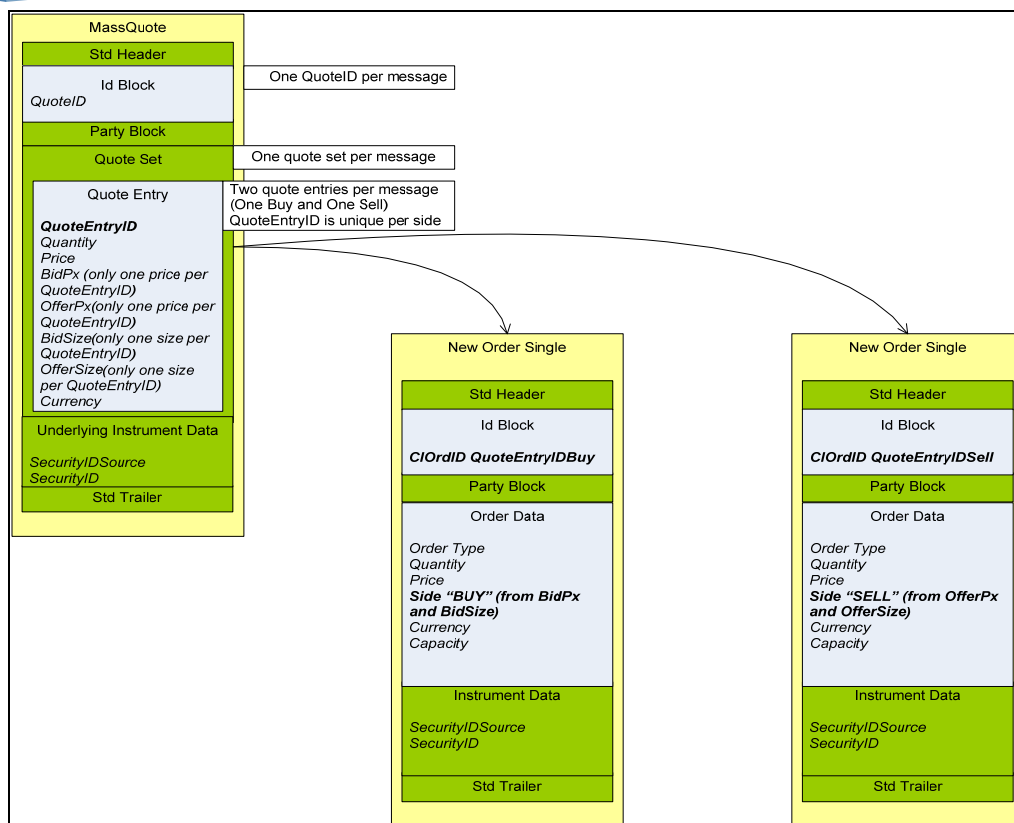 MassQuote
Std Header
Id Block
QuoteID
Party Block
Quote Set
Quote Entry
QuoteEntryID
Quantity
Price
BidPx (only one price per
QuoteEntryID)
OfferPx(only one price per
QuoteEntryID)
BidSize(only one size per
QuoteEntryID)
OfferSize(only one size
per QuoteEntryID)
Currency
Underlying Instrument Data
SecurityIDSource
SecurityID
Std Trailer
One QuoteID per message
One quote set per message
Two quote entries per message
(One Buy and One Sell)
QuoteEntryID is unique per side
New Order Single
Std Header
Id Block
ClOrdID QuoteEntryIDBuy
Party Block
Order Data
Order Type
Quantity
Price
Side “BUY” (from BidPx
and BidSize)
Currency
Capacity
Instrument Data
SecurityIDSource
SecurityID
Std Trailer
New Order Single
Std Header
Id Block
ClOrdID QuoteEntryIDSell
Party Block
Order Data
Order Type
Quantity
Price
Side “SELL” (from OfferPx
and OfferSize)
Currency
Capacity
Instrument Data
SecurityIDSource
SecurityID
Std Trailer